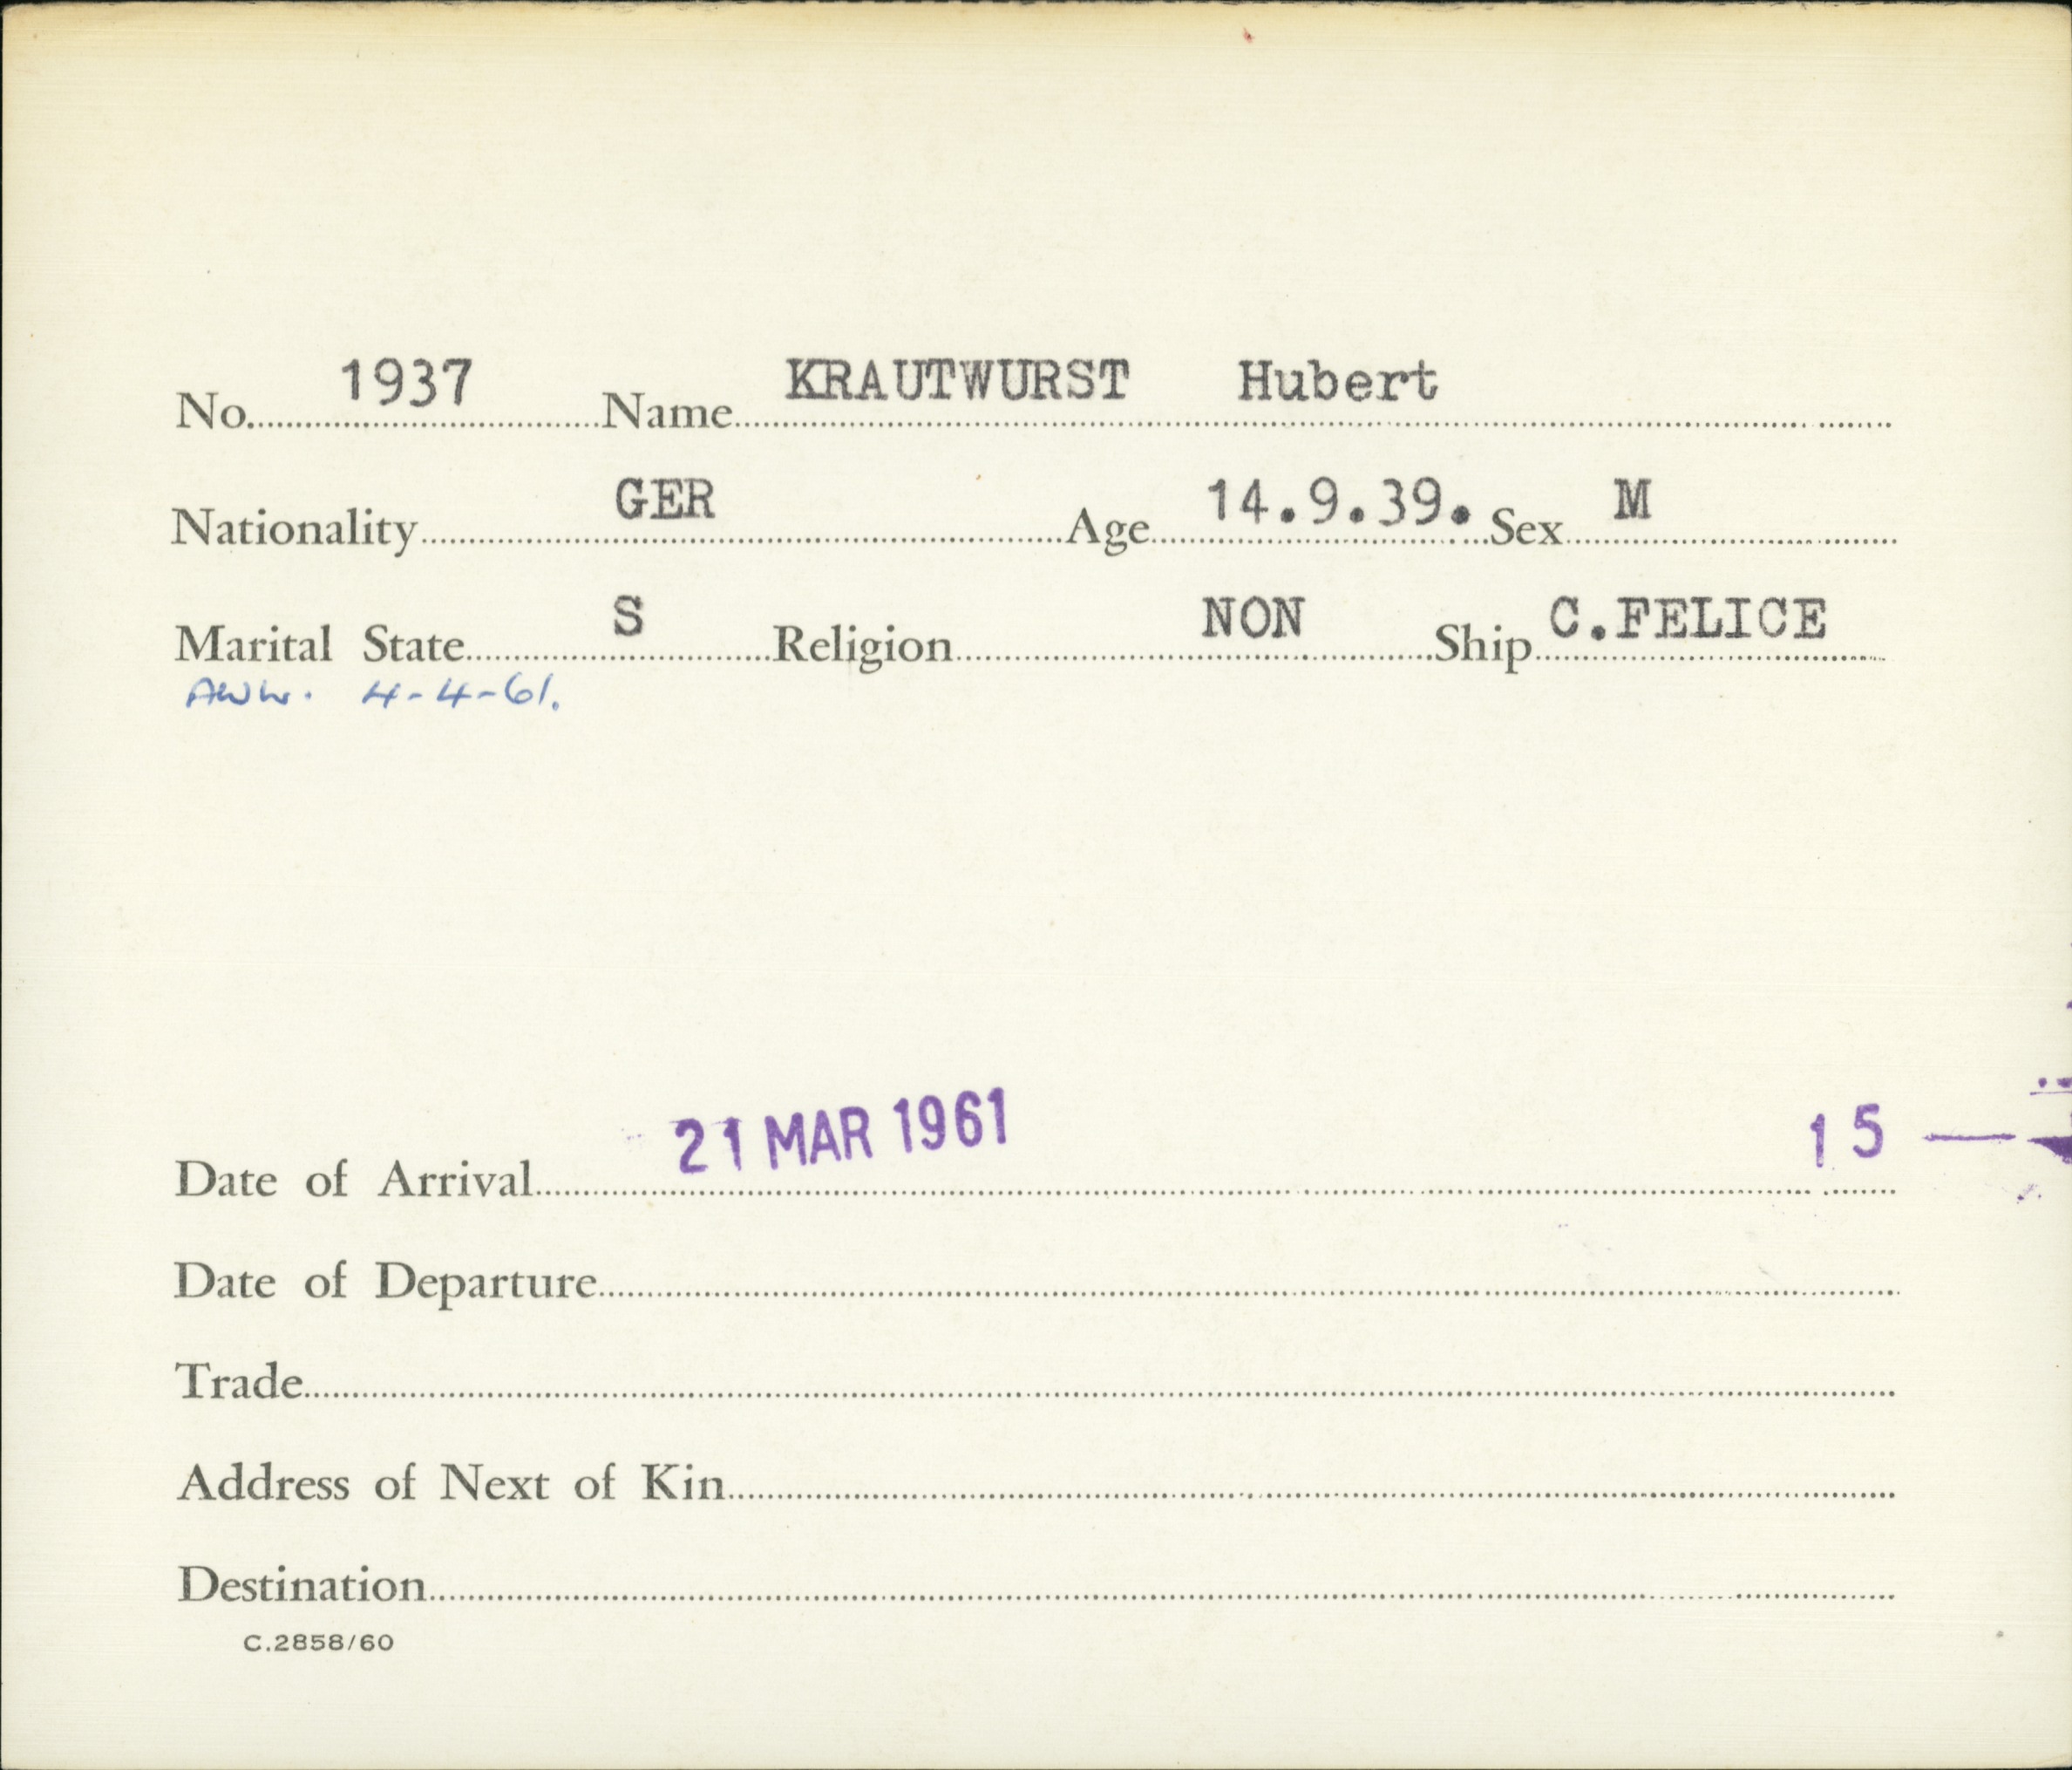 No. 1937 Name KRAUTWURST Hubert
Nationality GER Age 14.9.39. Sex M
Marital State S Religion NON Ship C.FELICE
4-4-61.
Date of Arrival 21 MAR 1961 15 —
Date of Departure
Trade
Address of Next of Kin
Destination
C.2858/60